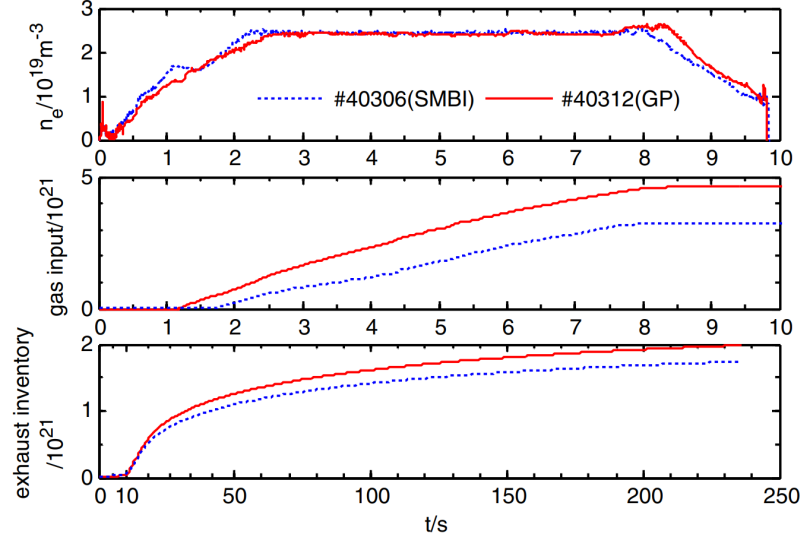 3
2
1
0
n_e/10^19m^-3
#40306(SMBI)
#40312(GP)
0 1 2 3 4 5 6 7 8 9 10
5
0
gas input/10^21
0 1 2 3 4 5 6 7 8 9 10
2
1
0
exhaust inventory
/10^21
0 10 50 100 150 200 250
t/s